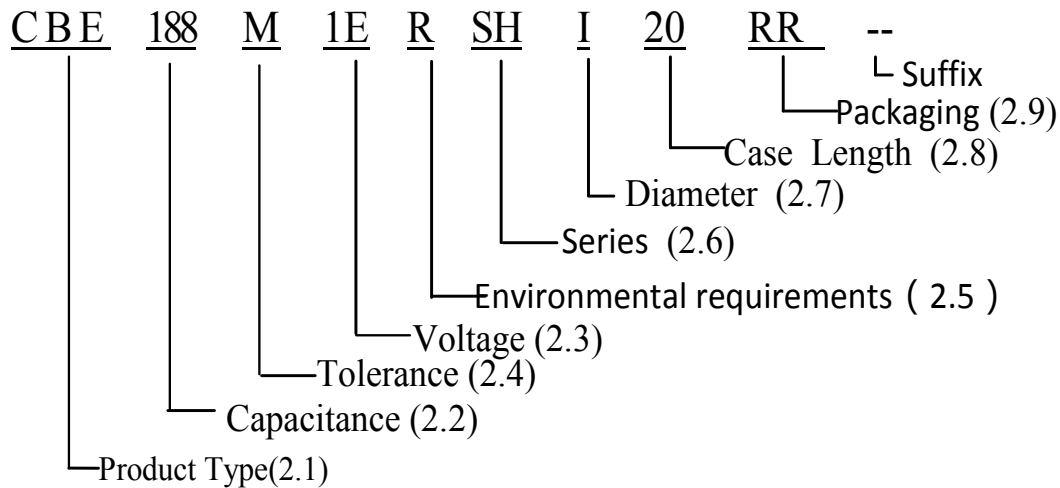 CBE 188 M 1E R SH I 20 RR --
Suffix
Packaging (2.9)
Case Length (2.8)
Diameter (2.7)
Series (2.6)
Environmental requirements ( 2.5 )
Voltage (2.3)
Tolerance (2.4)
Capacitance (2.2)
Product Type(2.1)